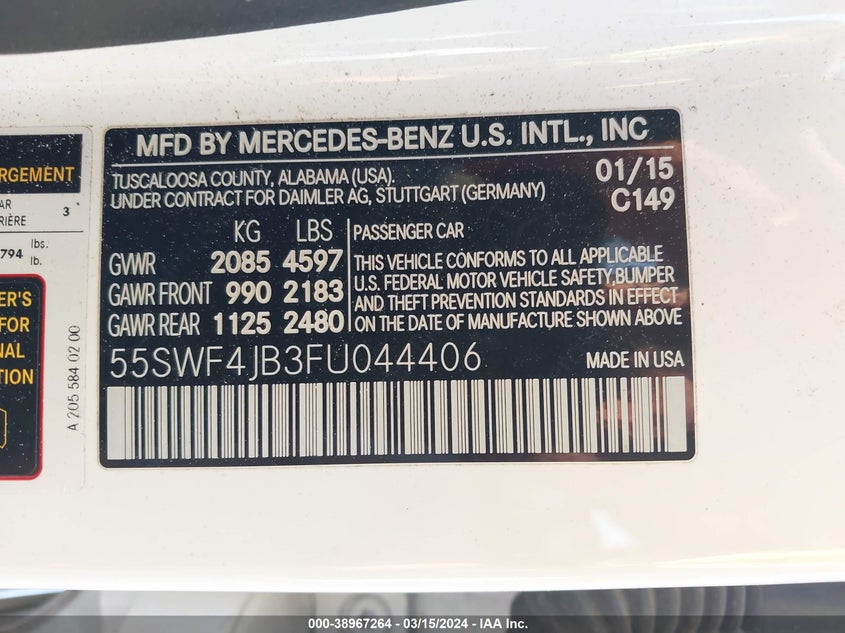 RGEMENT
AR
RIÈRE 3
794 lbs.
lb.
ER'S
FOR
NAL
TION
A 205 584 02 00
MFD BY MERCEDES-BENZ U.S. INTL., INC
TUSCALOOSA COUNTY, ALABAMA (USA). 01/15
UNDER CONTRACT FOR DAIMLER AG, STUTTGART (GERMANY) C149
KG LBS
GWWR 2085 4597
GAWR FRONT 990 2183
GAWR REAR 1125 2480
PASSENGER CAR
THIS VEHICLE CONFORMS TO ALL APPLICABLE
U.S. FEDERAL MOTOR VEHICLE SAFETY,BUMPER
AND THEFT PREVENTION STANDARDS IN EFFECT
ON THE DATE OF MANUFACTURE SHOWN ABOVE
55SWF4JB3FU044406 MADE IN USA
000-38967264 - 03/15/2024 - IAA Inc.